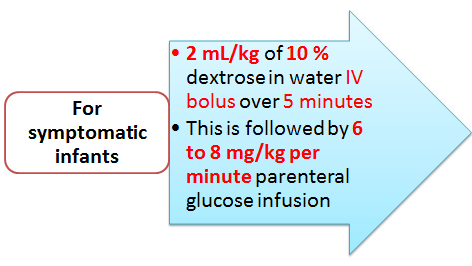 For
symptomatic
infants
• 2 mL/kg of 10 %
dextrose in water IV
bolus over 5 minutes
• This is followed by 6
to 8 mg/kg per
minute parenteral
glucose infusion